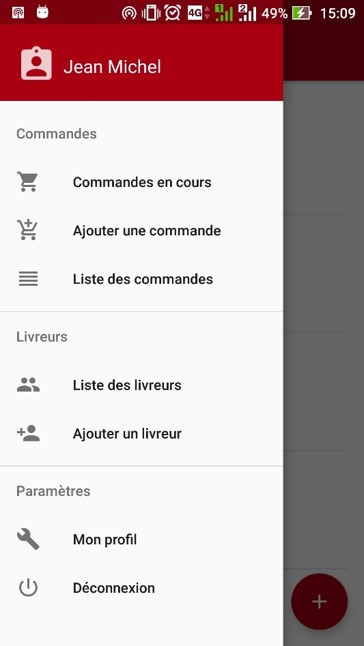 4G 1 2 49% 15:09
Jean Michel
Commandes
Commandes en cours
Ajouter une commande
Liste des commandes
Livreurs
Liste des livreurs
Ajouter un livreur
Paramètres
Mon profil
Déconnexion